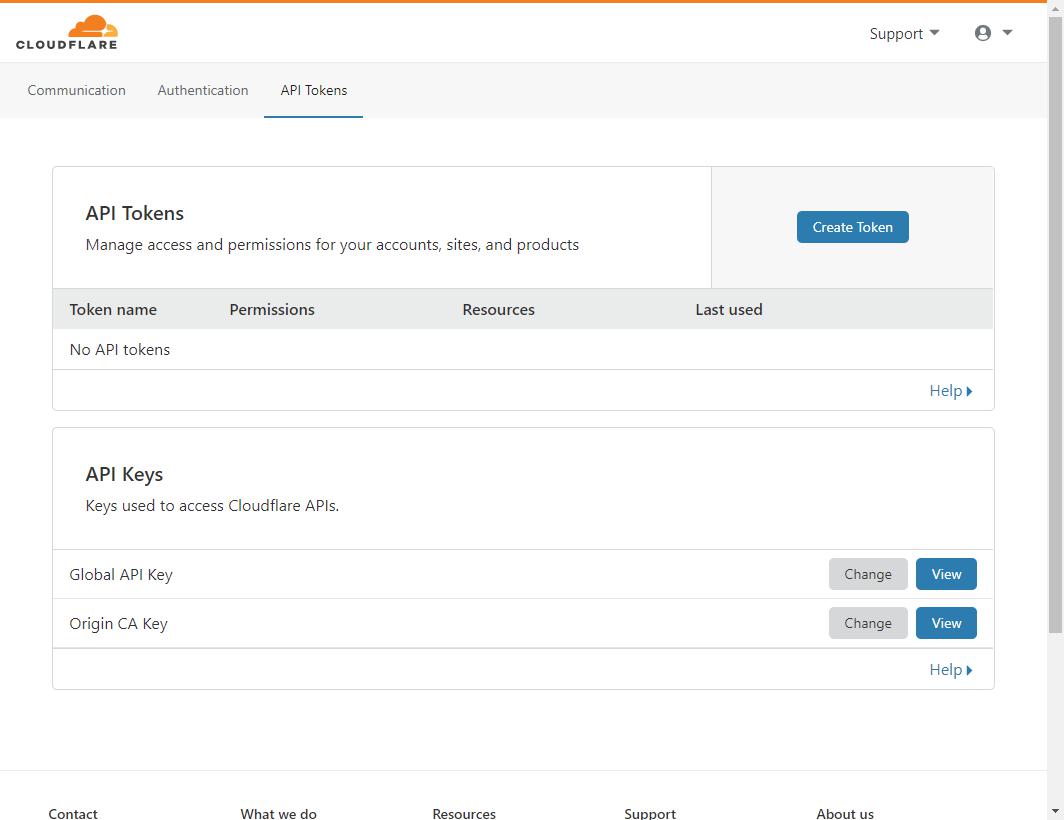 CLOUDFLARE
Support
Communication Authentication API Tokens
API Tokens
Manage access and permissions for your accounts, sites, and products
Create Token
Token name Permissions Resources Last used
No API tokens
Help
API Keys
Keys used to access Cloudflare APIs.
Global API Key Change View
Origin CA Key Change View
Help
Contact What we do Resources Support About us